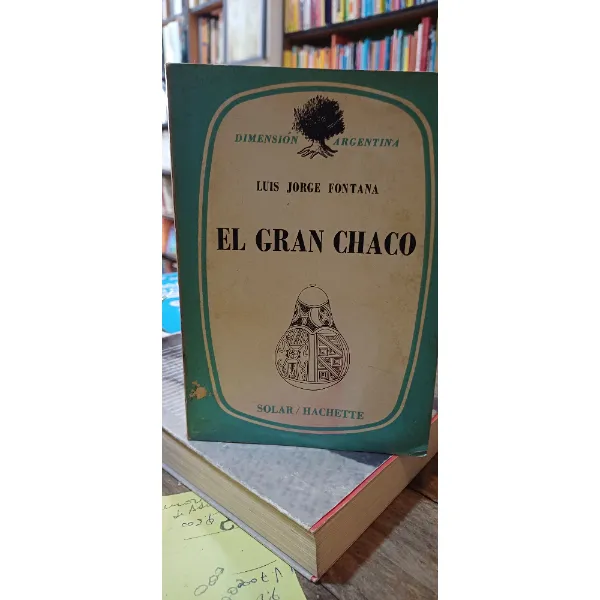 DIMENSIÓN ARGENTINA
LUIS JORGE FONTANA
EL GRAN CHACO
SOLAR / HACHETTE